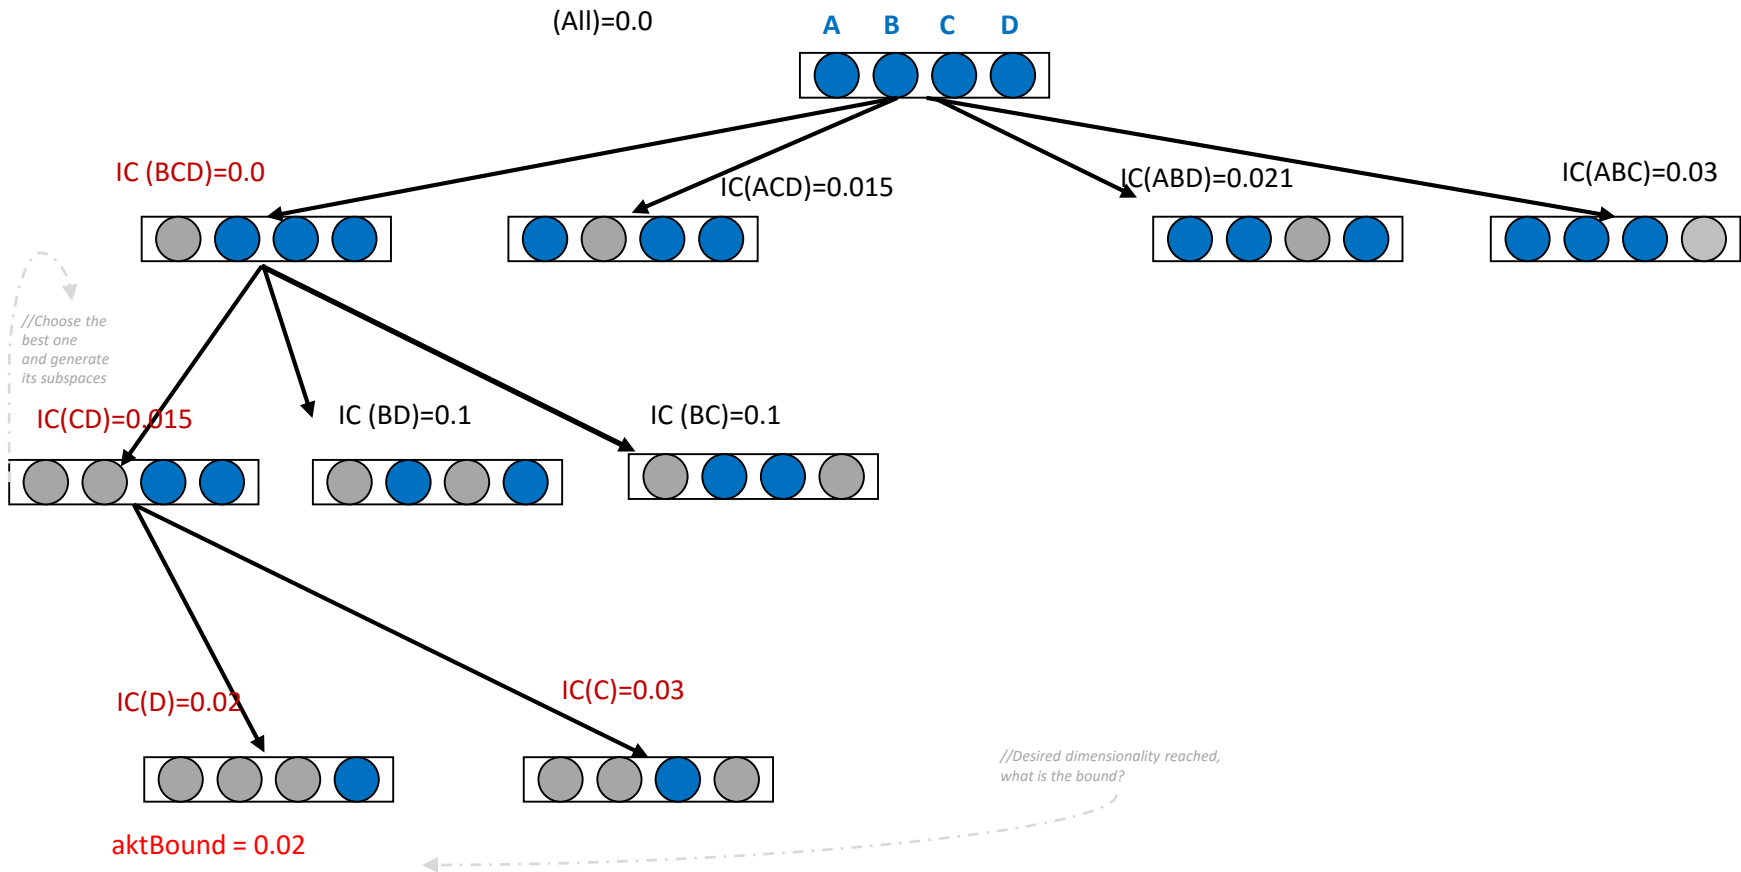 (All)=0.0
A B C D
IC (BCD)=0.0
IC(ACD)=0.015
IC(ABD)=0.021
IC(ABC)=0.03
//Choose the
best one
and generate
its subspaces
IC(CD)=0.015
IC (BD)=0.1
IC (BC)=0.1
IC(D)=0.02
IC(C)=0.03
//Desired dimensionality reached,
what is the bound?
aktBound = 0.02